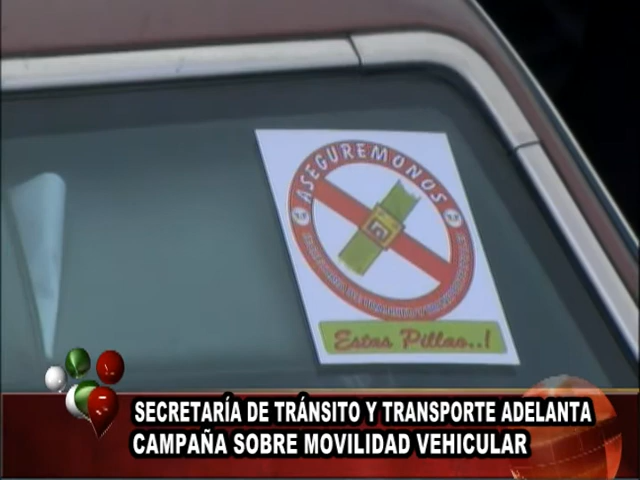 ASEGUREMONOS
Estas Pillao..!
SECRETARÍA DE TRÁNSITO Y TRANSPORTE ADELANTA
CAMPAÑA SOBRE MOVILIDAD VEHICULAR